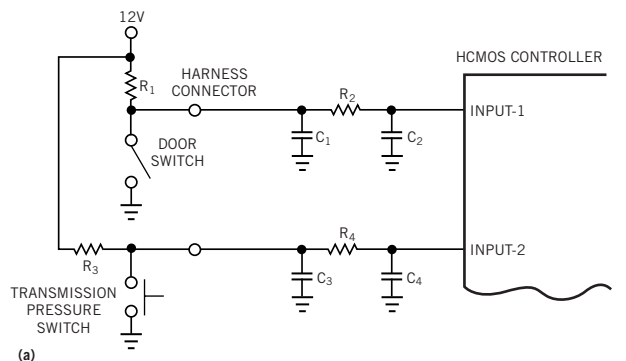 12V
HCMOS CONTROLLER
HARNESS
CONNECTOR
R1
R2
INPUT-1
DOOR
SWITCH
C1
C2
R4
INPUT-2
R3
C3
C4
TRANSMISSION
PRESSURE
SWITCH
(a)